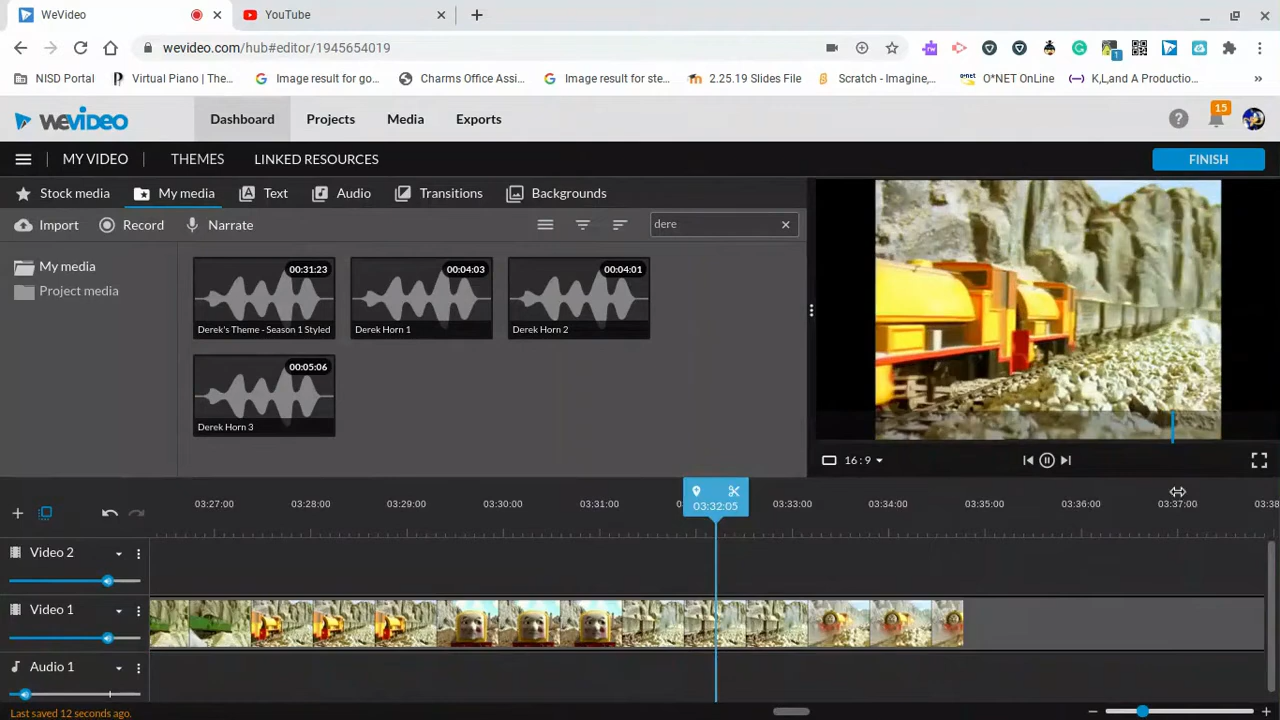 WeVideo
YouTube
wevideo.com/hub#editor/1945654019
1
NISD Portal
Virtual Piano | The...
Image result for go...
Charms Office Assi...
Image result for ste...
2.25.19 Slides File
Scratch - Imagine,...
O*NET OnLine
K,L,and A Productio...
»
wevideo
Dashboard
Projects
Media
Exports
15
MY VIDEO
THEMES
LINKED RESOURCES
FINISH
Stock media
My media
Text
Audio
Transitions
Backgrounds
Import
Record
Narrate
dere
My media
Project media
00:31:23
Derek's Theme - Season 1 Styled
00:04:03
Derek Horn 1
00:04:01
Derek Horn 2
00:05:06
Derek Horn 3
16:9
03:27:00
03:28:00
03:29:00
03:30:00
03:31:00
03:32:05
03:33:00
03:34:00
03:35:00
03:36:00
03:37:00
03:38
Video 2
Video 1
Audio 1
Last saved 12 seconds ago.